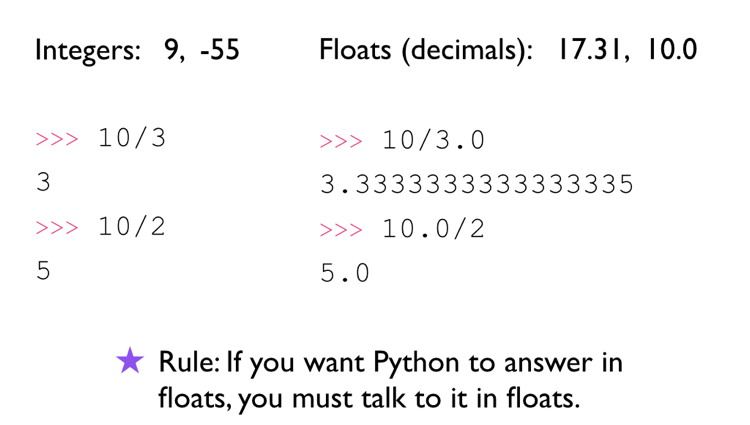 Integers: 9, -55
Floats (decimals): 17.31, 10.0
>>> 10/3
3
>>> 10/2
5
>>> 10/3.0
3.3333333333333335
>>> 10.0/2
5.0
Rule: If you want Python to answer in
floats, you must talk to it in floats.